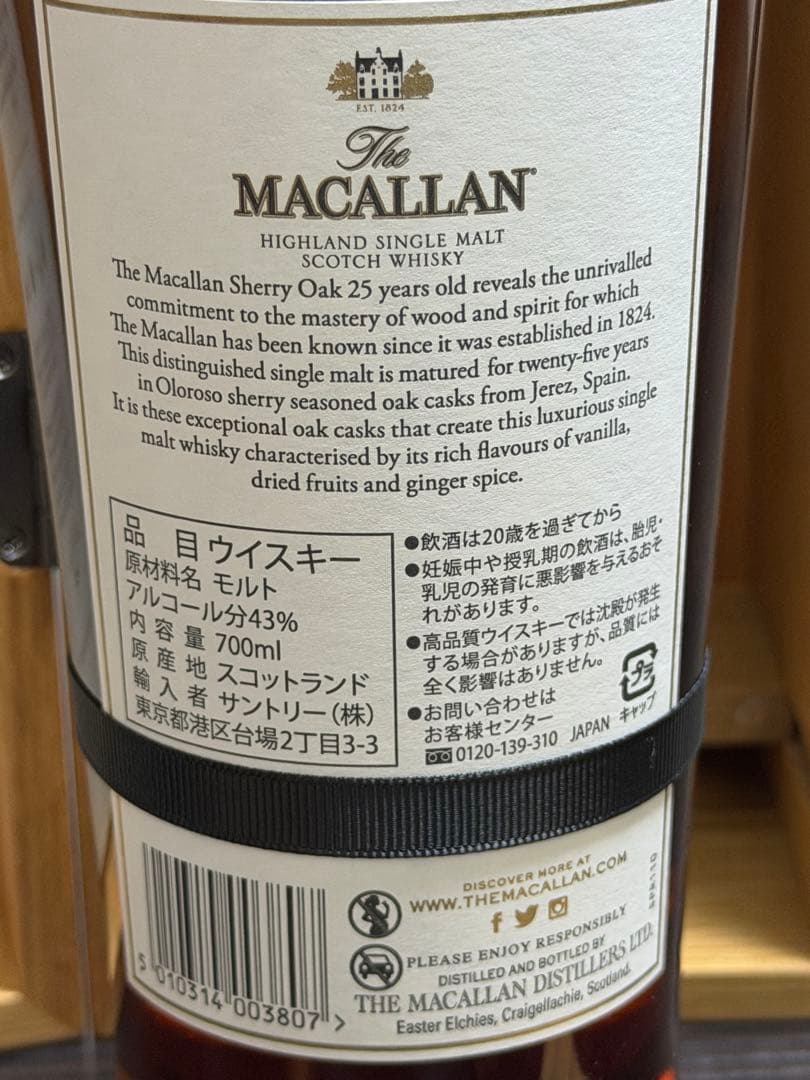 EST. 1824
The
MACALLAN
HIGHLAND SINGLE MALT
SCOTCH WHISKY
The Macallan Sherry Oak 25 years old reveals the unrivalled
commitment to the mastery of wood and spirit for which
The Macallan has been known since it was established in 1824.
This distinguished single malt is matured for twenty-five years
in Oloroso sherry seasoned oak casks from Jerez, Spain.
It is these exceptional oak casks that create this luxurious single
malt whisky characterised by its rich flavours of vanilla,
dried fruits and ginger spice.
品 目 ウイスキー
原材料名 モルト
アルコール分43%
内容量 700ml
原産地 スコットランド
輸入者 サントリー(株)
東京都港区台場2丁目3-3
●飲酒は20歳を過ぎてから
●妊娠中や授乳期の飲酒は、胎児・
乳児の発育に悪影響を与えるおそ
れがあります。
●高品質ウイスキーでは沈殿が発生
する場合がありますが、品質には
全く影響はありません。
●お問い合わせは
お客様センター
0120-139-310 JAPAN
プラ
キャップ
5 010314 003807 >
DISCOVER MORE AT
WWW.THEMACALLAN.COM
PLEASE ENJOY RESPONSIBLY
DISTILLED AND BOTTLED BY
THE MACALLAN DISTILLERS LTD.
Easter Elchies, Craigellachie, Scotland.